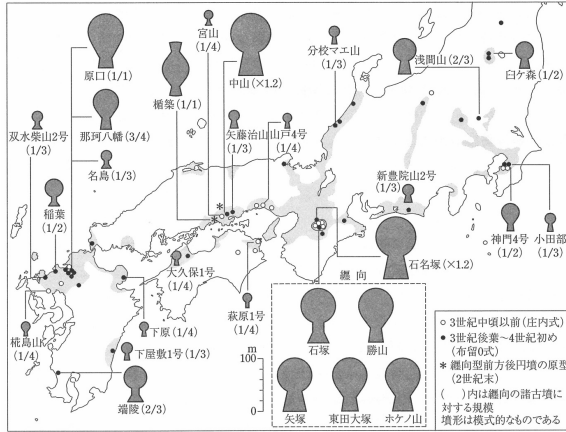 宮山
(1/4)
分校マエ山
(1/3)
浅間山(2/3)
臼ケ森(1/2)
原口(1/1)
中山(×1.2)
楯築(1/1)
双水柴山2号
(1/3)
那珂八幡(3/4)
矢藤治山
(1/3)
山戸4号
(1/4)
名島(1/3)
新豊院山2号
(1/3)
稲葉
(1/2)
神門4号
(1/2)
小田部
(1/3)
大久保1号
(1/4)
石名塚(×1.2)
纏向
萩原1号
(1/4)
下原(1/4)
椛島山
(1/4)
下屋敷1号(1/3)
端陵(2/3)
100
m
0
石塚
勝山
矢塚
東田大塚
ホケノ山
○ 3世紀中頃以前(庄内式)
● 3世紀後葉~4世紀初め
(布留0式)
* 纏向型前方後円墳の原型
(2世紀末)
( )内は纏向の諸古墳に
対する規模
墳形は模式的なものである